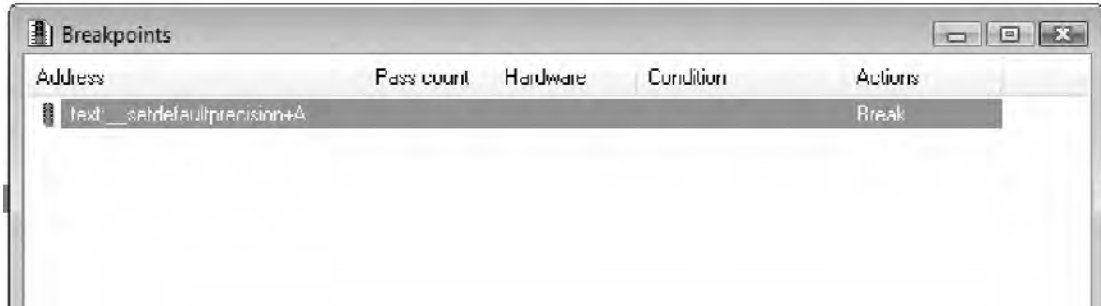 Breakpoints
Address Pass count Hardware Condition Actions
.text:__setdefaultprecision+A Break